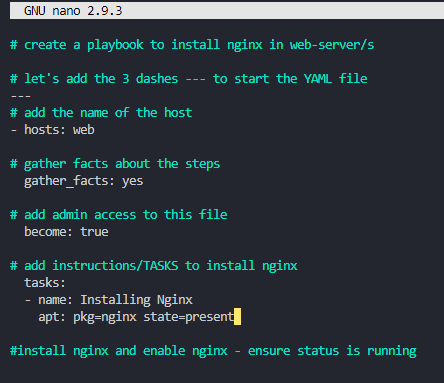 GNU nano 2.9.3
# create a playbook to install nginx in web-server/s
# let's add the 3 dashes --- to start the YAML file
---
# add the name of the host
- hosts: web
# gather facts about the steps
gather_facts: yes
# add admin access to this file
become: true
# add instructions/TASKS to install nginx
tasks:
- name: Installing Nginx
apt: pkg=nginx state=present
#install nginx and enable nginx - ensure status is running